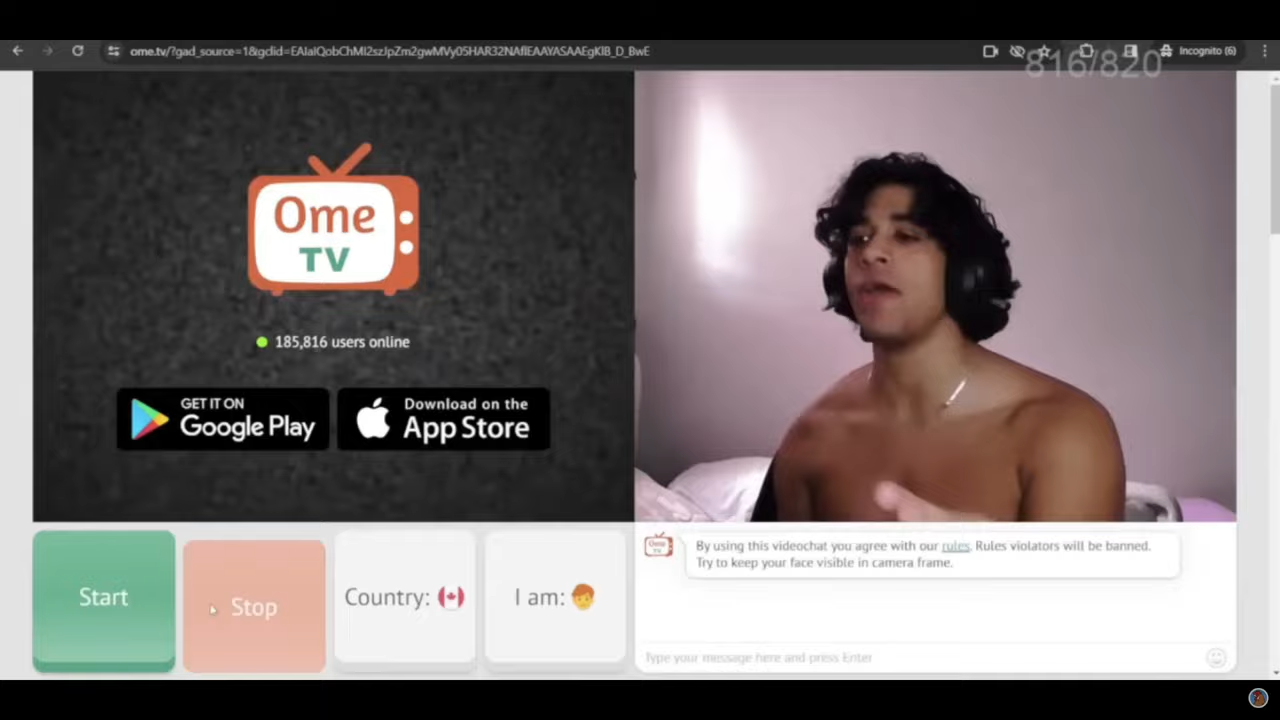 ome.tv/?gad_source=1&gclid=EAIaIQobChMI2szJpZm2gwMVy05HAR32NAflEAAYASAAEgKlB_D_BwE
Incognito (6)
816/820
Ome
TV
185,816 users online
GET IT ON
Google Play
Download on the
App Store
Start
Stop
Country:
I am:
Ome
TV
By using this videochat you agree with our rules. Rules violators will be banned.
Try to keep your face visible in camera frame.
Type your message here and press Enter